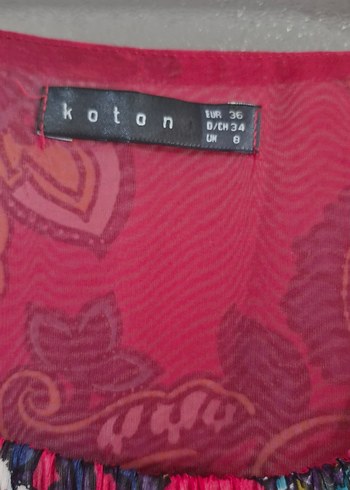 koton
EUR 36
D/CH 34
UK 8